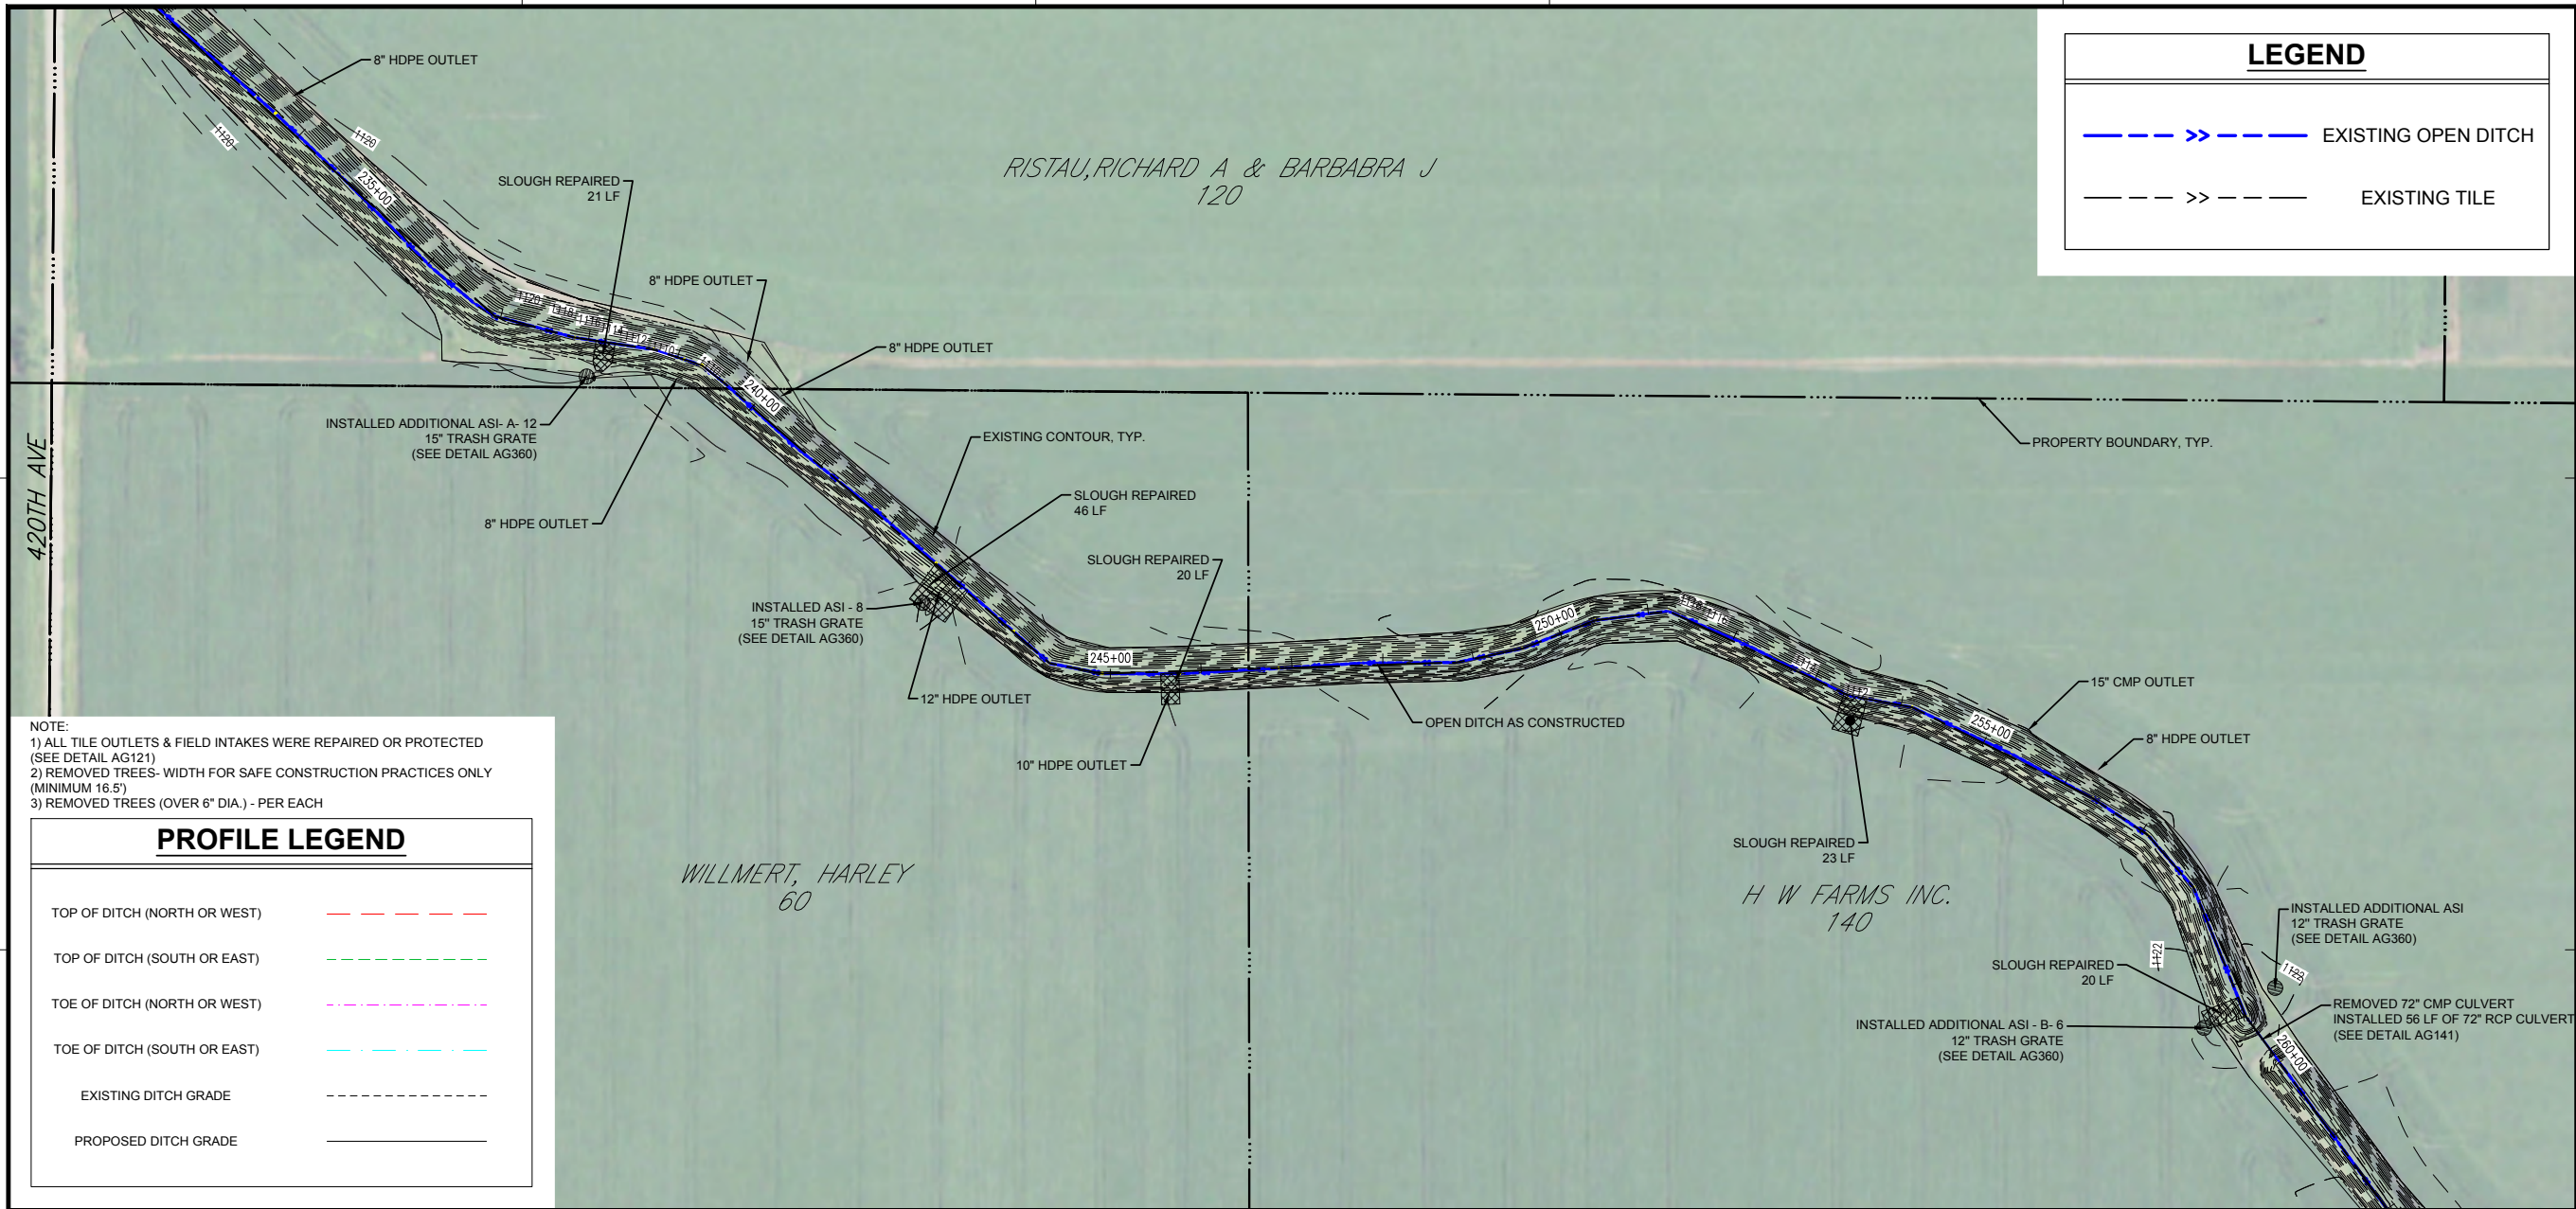 LEGEND
EXISTING OPEN DITCH
EXISTING TILE
8" HDPE OUTLET
1120
1120
235+00
SLOUGH REPAIRED
21 LF
RISTAU,RICHARD A & BARBABRA J
120
8" HDPE OUTLET
8" HDPE OUTLET
1120
1118
240+00
INSTALLED ADDITIONAL ASI- A- 12
15" TRASH GRATE
(SEE DETAIL AG360)
420TH AVE
8" HDPE OUTLET
EXISTING CONTOUR, TYP.
PROPERTY BOUNDARY, TYP.
SLOUGH REPAIRED
46 LF
SLOUGH REPAIRED
20 LF
INSTALLED ASI - 8
15" TRASH GRATE
(SEE DETAIL AG360)
12" HDPE OUTLET
245+00
10" HDPE OUTLET
250+00
1116
OPEN DITCH AS CONSTRUCTED
1112
15" CMP OUTLET
255+00
8" HDPE OUTLET
SLOUGH REPAIRED
23 LF
WILLMERT, HARLEY
60
H W FARMS INC.
140
INSTALLED ADDITIONAL ASI
12" TRASH GRATE
(SEE DETAIL AG360)
1122
1122
SLOUGH REPAIRED
20 LF
REMOVED 72" CMP CULVERT
INSTALLED 56 LF OF 72" RCP CULVERT
(SEE DETAIL AG141)
INSTALLED ADDITIONAL ASI - B- 6
12" TRASH GRATE
(SEE DETAIL AG360)
260+00
NOTE:
1) ALL TILE OUTLETS & FIELD INTAKES WERE REPAIRED OR PROTECTED
(SEE DETAIL AG121)
2) REMOVED TREES- WIDTH FOR SAFE CONSTRUCTION PRACTICES ONLY
(MINIMUM 16.5')
3) REMOVED TREES (OVER 6" DIA.) - PER EACH
PROFILE LEGEND
TOP OF DITCH (NORTH OR WEST)
TOP OF DITCH (SOUTH OR EAST)
TOE OF DITCH (NORTH OR WEST)
TOE OF DITCH (SOUTH OR EAST)
EXISTING DITCH GRADE
PROPOSED DITCH GRADE